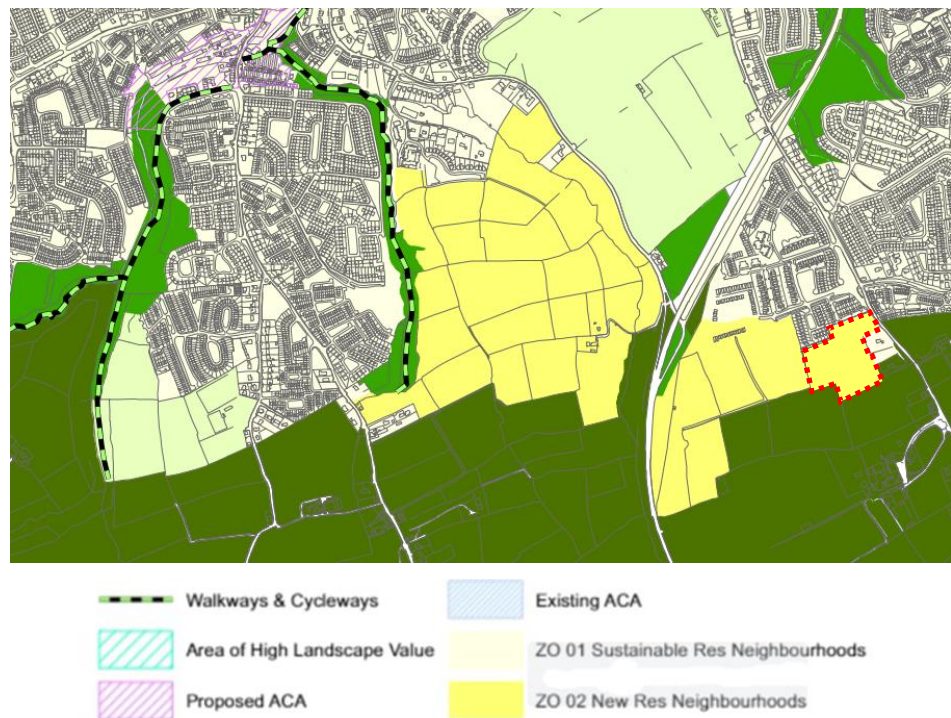 Walkways & Cycleways
Existing ACA
Area of High Landscape Value
ZO 01 Sustainable Res Neighbourhoods
Proposed ACA
ZO 02 New Res Neighbourhoods